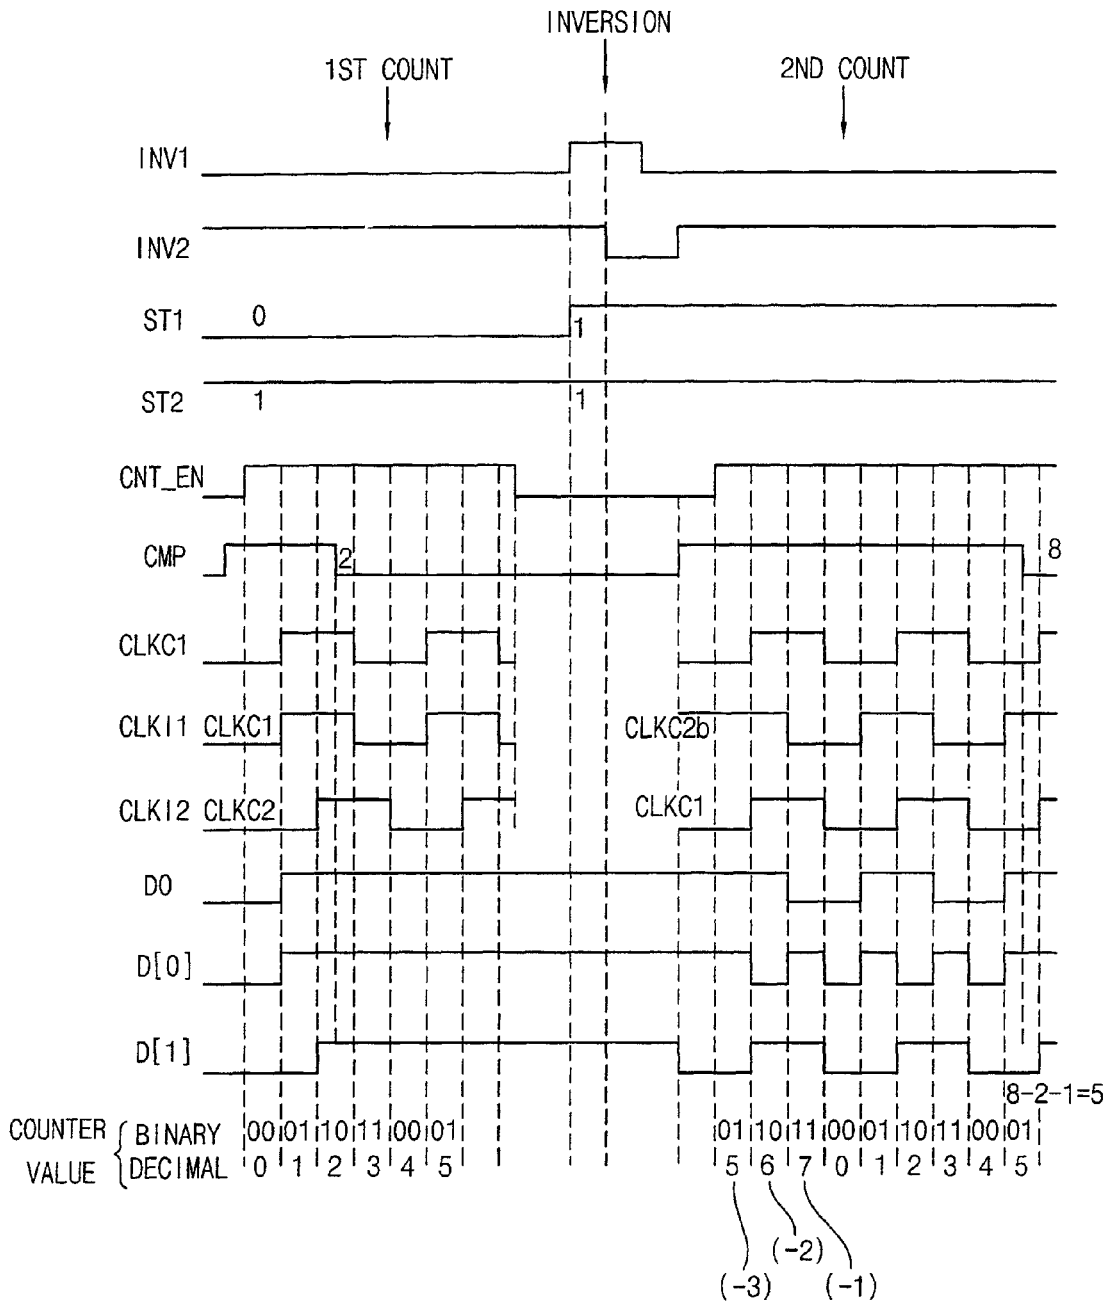 INVERSION
1ST COUNT 2ND COUNT
INV1
INV2
ST1 0 1
ST2 1 1
CNT_EN
CMP 2 8
CLKC1
CLKI1 CLKC1 CLKC2b
CLKI2 CLKC2 CLKC1
D0
D[0]
D[1]
8-2-1=5
COUNTER VALUE
BINARY 00 01 10 11 00 01 01 10 11 00 01 10 11 00 01
DECIMAL 0 1 2 3 4 5 5 6 7 0 1 2 3 4 5
(-2)
(-3) (-1)